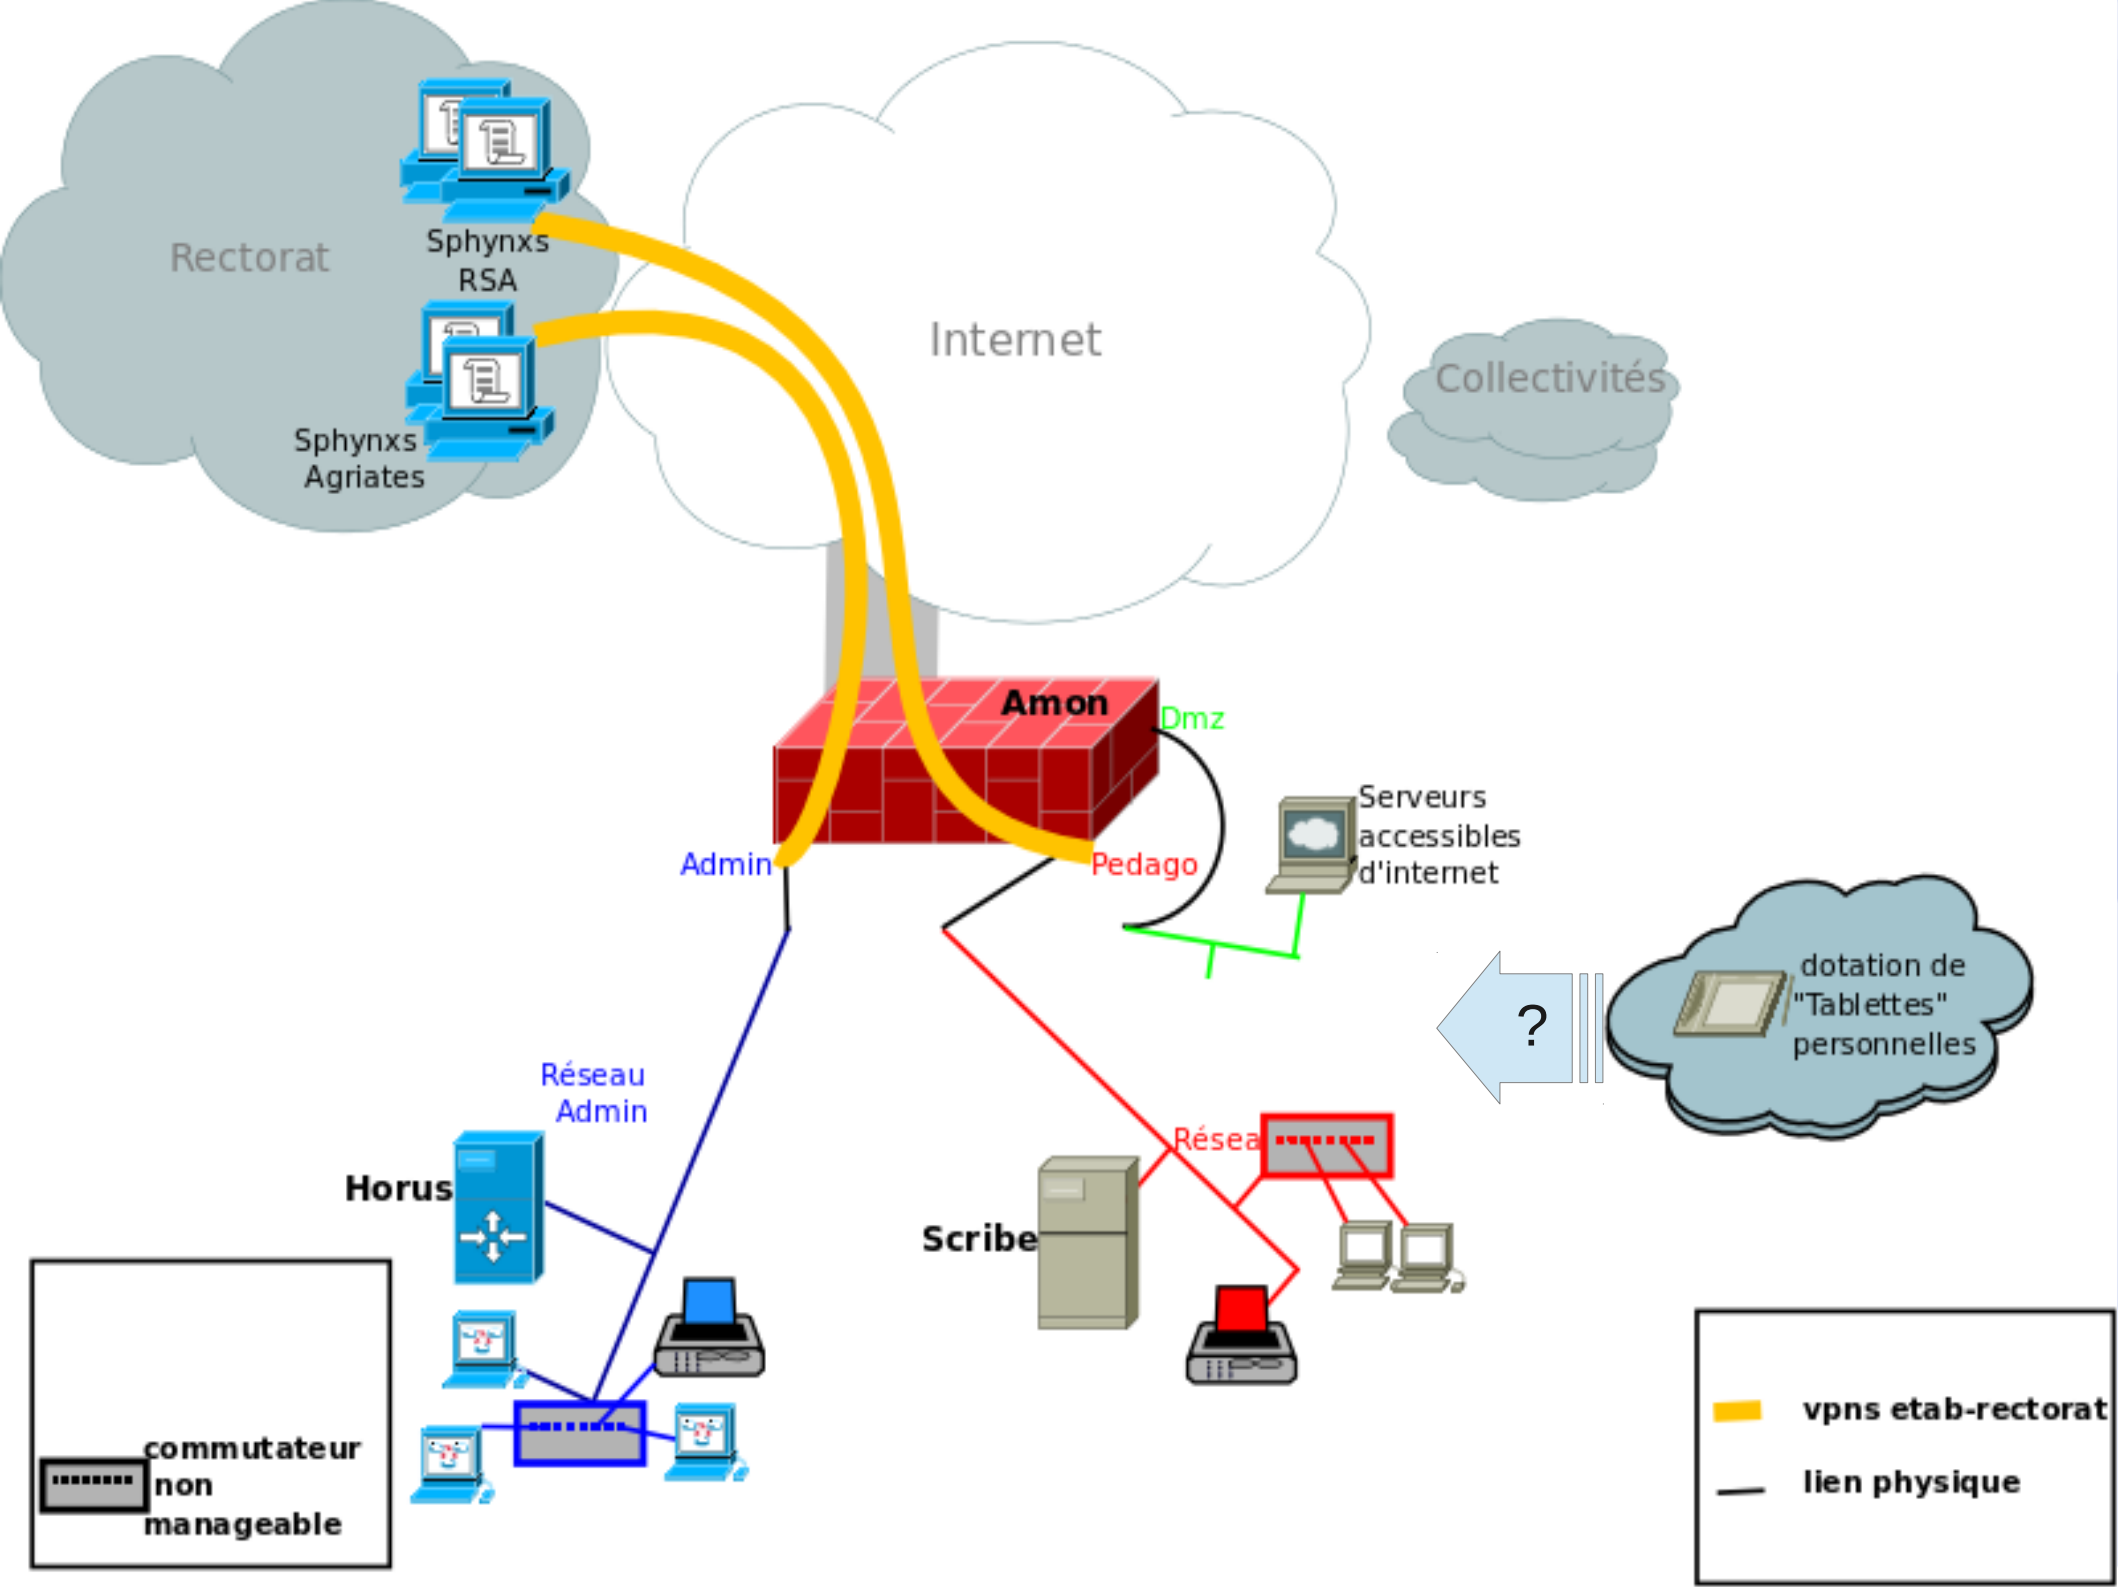 Rectorat
Sphynxs
RSA
Sphynxs
Agriates
Internet
Collectivités
Amon
Dmz
Admin
Pedago
Serveurs
accessibles
d'internet
dotation de
"Tablettes"
personnelles
?
Réseau
Admin
Horus
Résea
Scribe
commutateur
non
manageable
vpns etab-rectorat
lien physique